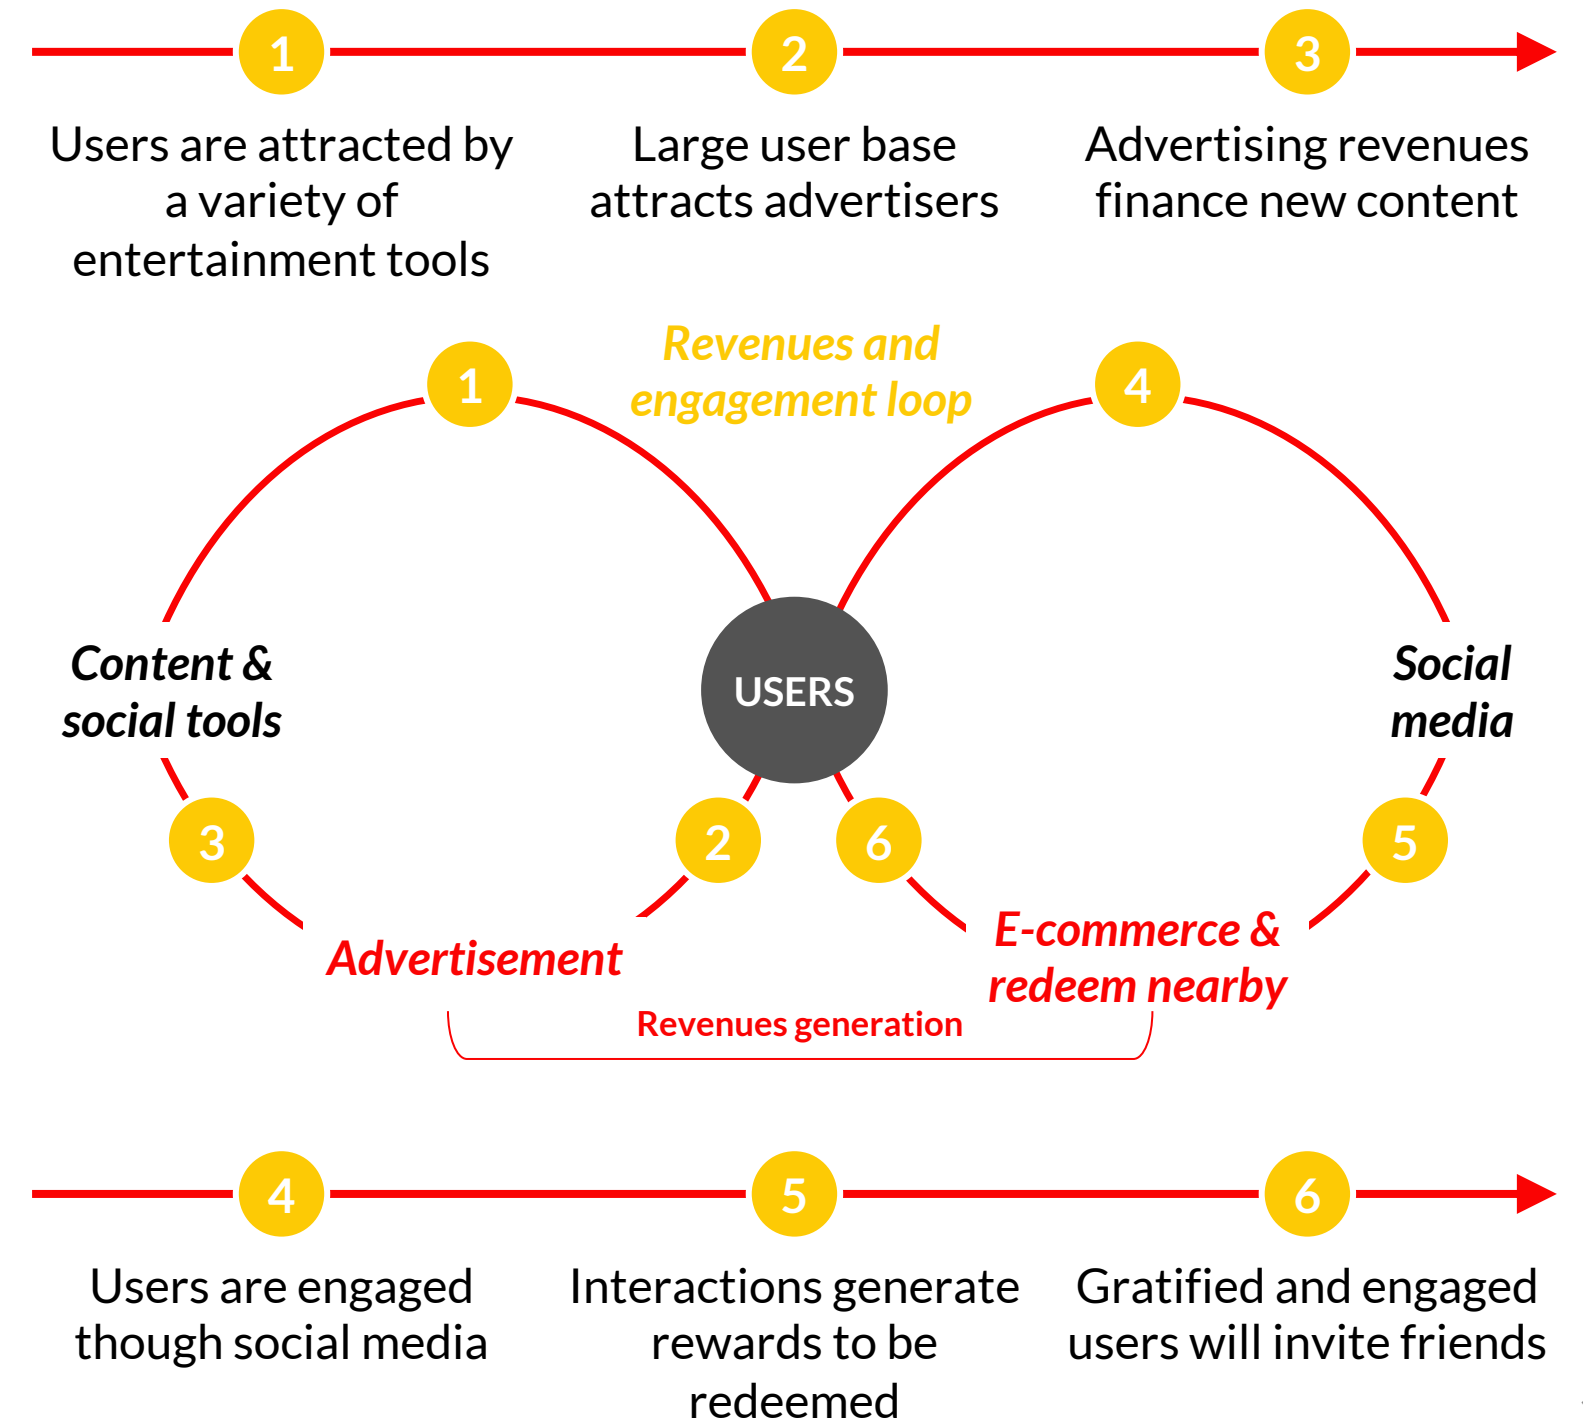 1
2
3
Users are attracted by
a variety of
entertainment tools
Large user base
attracts advertisers
Advertising revenues
finance new content
Revenues and
engagement loop
1
4
Content &
social tools
USERS
Social
media
3
2
6
5
Advertisement
E-commerce &
redeem nearby
Revenues generation
4
5
6
Users are engaged
though social media
Interactions generate
rewards to be
redeemed
Gratified and engaged
users will invite friends